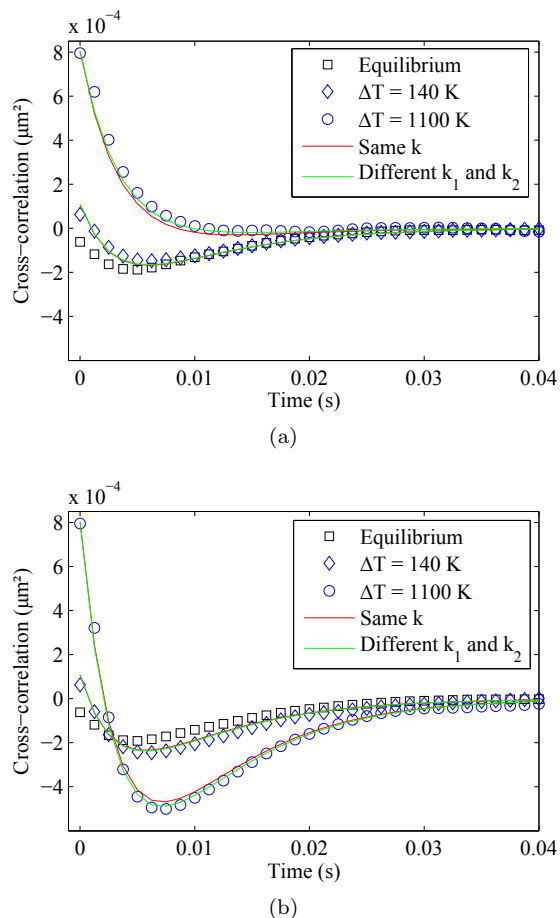 x 10⁻⁴
8
6
4
2
0
−2
−4
Cross−correlation (µm²)
Equilibrium
ΔT = 140 K
ΔT = 1100 K
Same k
Different k₁ and k₂
0 0.01 0.02 0.03 0.04
Time (s)
(a)
x 10⁻⁴
8
6
4
2
0
−2
−4
Cross−correlation (µm²)
Equilibrium
ΔT = 140 K
ΔT = 1100 K
Same k
Different k₁ and k₂
0 0.01 0.02 0.03 0.04
Time (s)
(b)